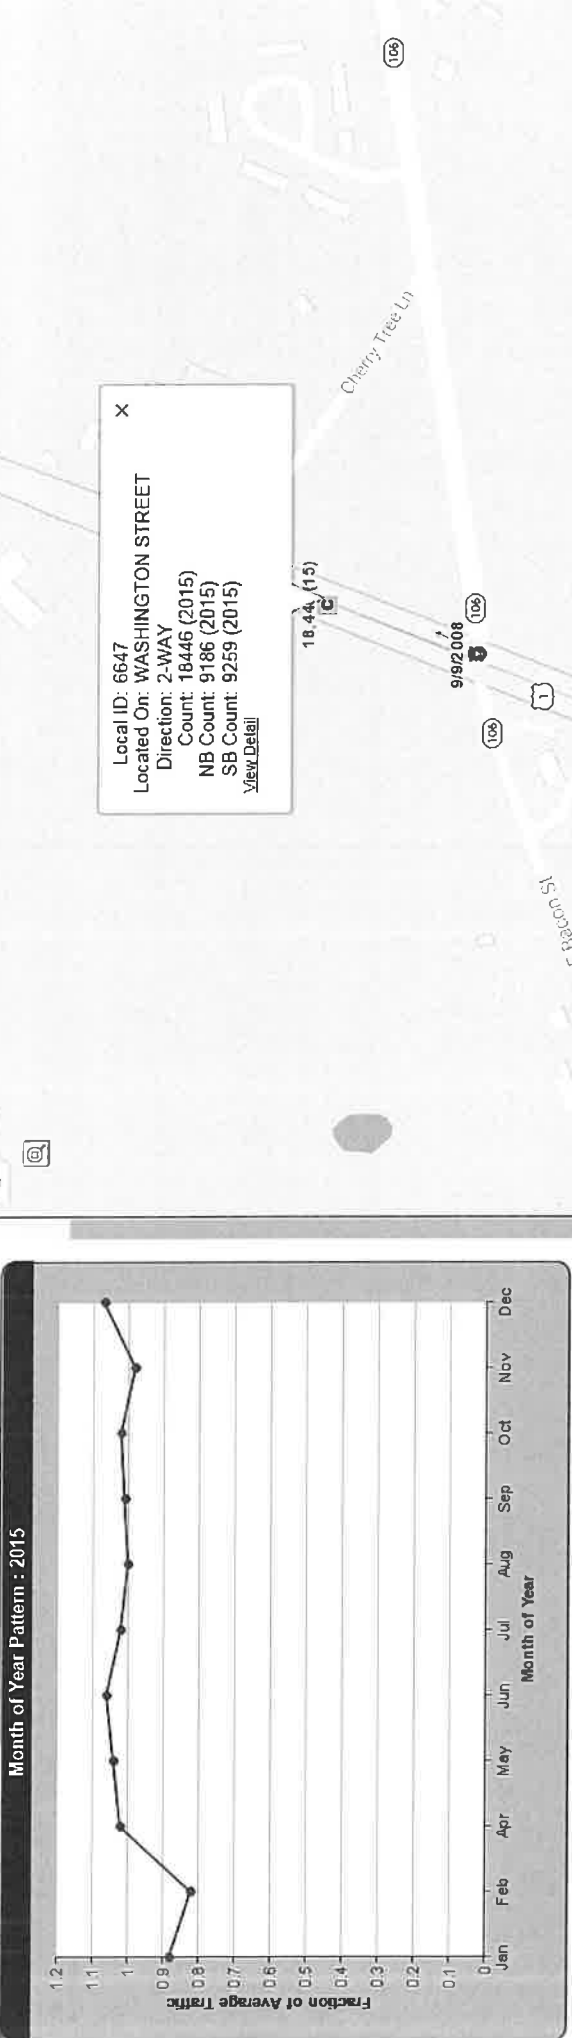 Month of Year Pattern : 2015
Fraction of Average Traffic
1.2
1.1
1
0.9
0.8
0.7
0.6
0.5
0.4
0.3
0.2
0.1
0
Jan Feb Apr May Jun Jul Aug Sep Oct Nov Dec
Month of Year
X
Local ID: 6647
Located On: WASHINGTON STREET
Direction: 2-WAY
Count: 18446 (2015)
NB Count: 9186 (2015)
SB Count: 9259 (2015)
View Detail
(15)
C
Cherry Tree Ln
9/9/2008
106
106
106
1
Bacon St